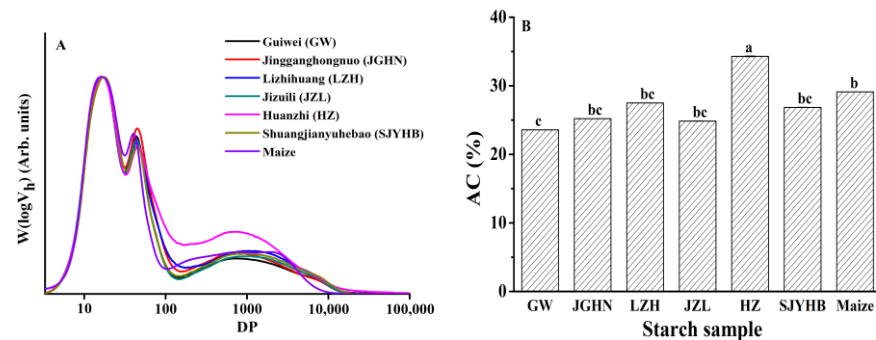 A
Guiwei (GW)
Jingganghongnuo (JGHN)
Lizhihuang (LZH)
Jizuili (JZL)
Huanzhi (HZ)
Shuangjianyuhebao (SJYHB)
Maize
W(logVh) (Arb. units)
10 100 1000 10,000 100,000
DP
B
40
30
20
10
0
AC (%)
c bc bc bc a bc b
GW JGHN LZH JZL HZ SJYHB Maize
Starch sample